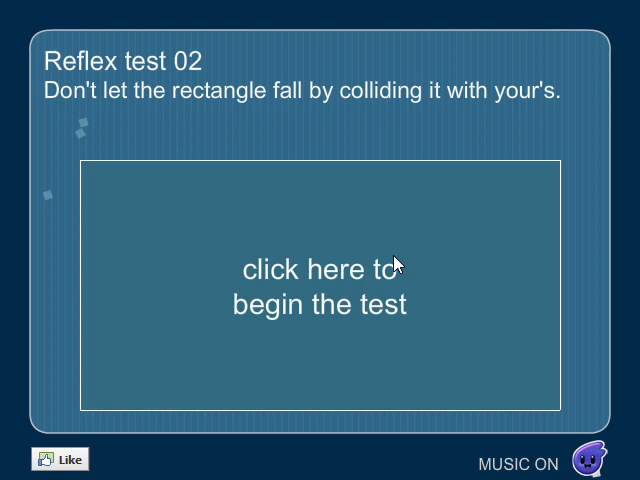 Reflex test 02
Don't let the rectangle fall by colliding it with your's.
click here to
begin the test
Like
MUSIC ON